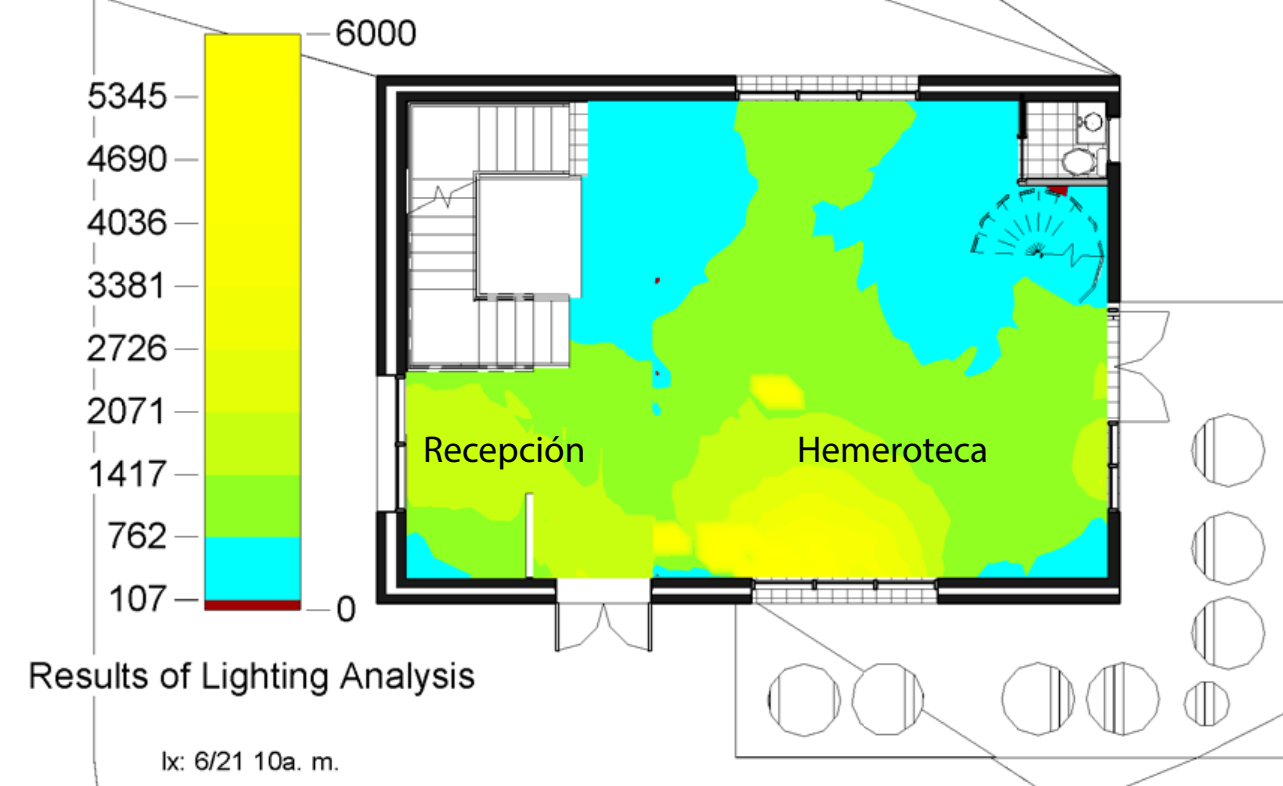 6000
5345
4690
4036
3381
2726
2071
1417
762
107
0
Recepción
Hemeroteca
Results of Lighting Analysis
lx: 6/21 10a. m.